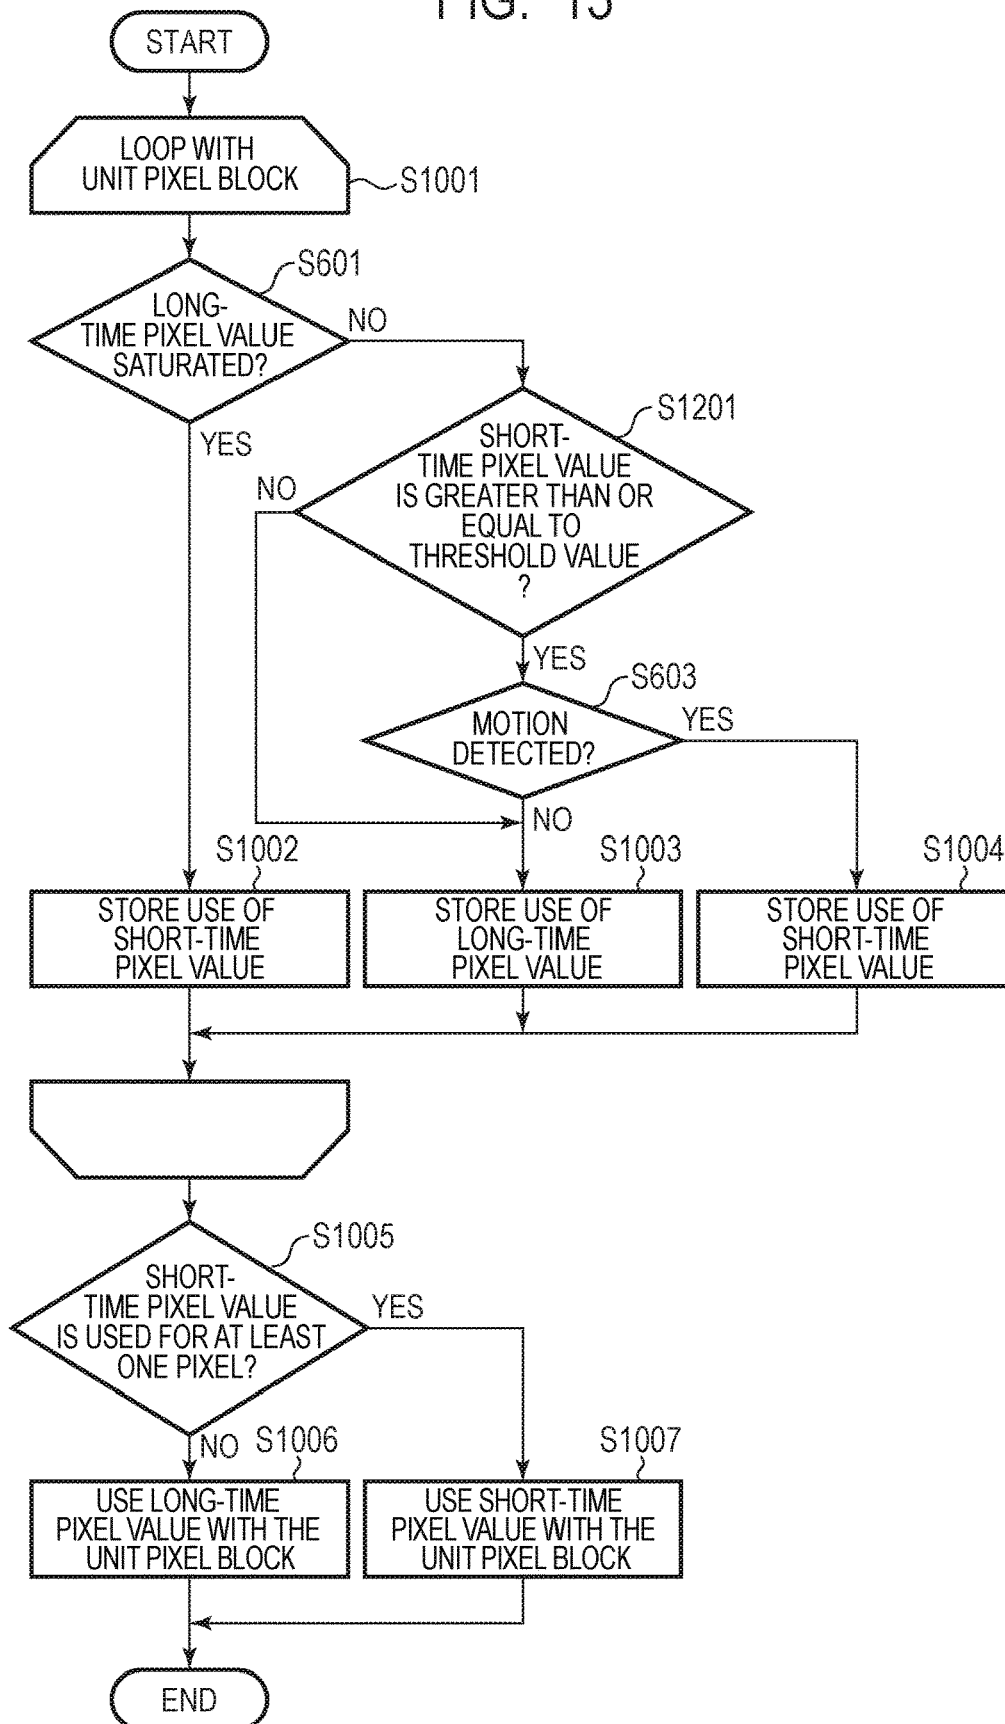 FIG. 13
START
LOOP WITH
UNIT PIXEL BLOCK
S1001
S601
LONG-
TIME PIXEL VALUE
SATURATED?
NO
YES
S1201
SHORT-
TIME PIXEL VALUE
IS GREATER THAN OR
EQUAL TO
THRESHOLD VALUE
?
NO
YES
S603
MOTION
DETECTED?
YES
NO
S1002
STORE USE OF
SHORT-TIME
PIXEL VALUE
S1003
STORE USE OF
LONG-TIME
PIXEL VALUE
S1004
STORE USE OF
SHORT-TIME
PIXEL VALUE
S1005
SHORT-
TIME PIXEL VALUE
IS USED FOR AT LEAST
ONE PIXEL?
YES
NO
S1006
USE LONG-TIME
PIXEL VALUE WITH THE
UNIT PIXEL BLOCK
S1007
USE SHORT-TIME
PIXEL VALUE WITH THE
UNIT PIXEL BLOCK
END